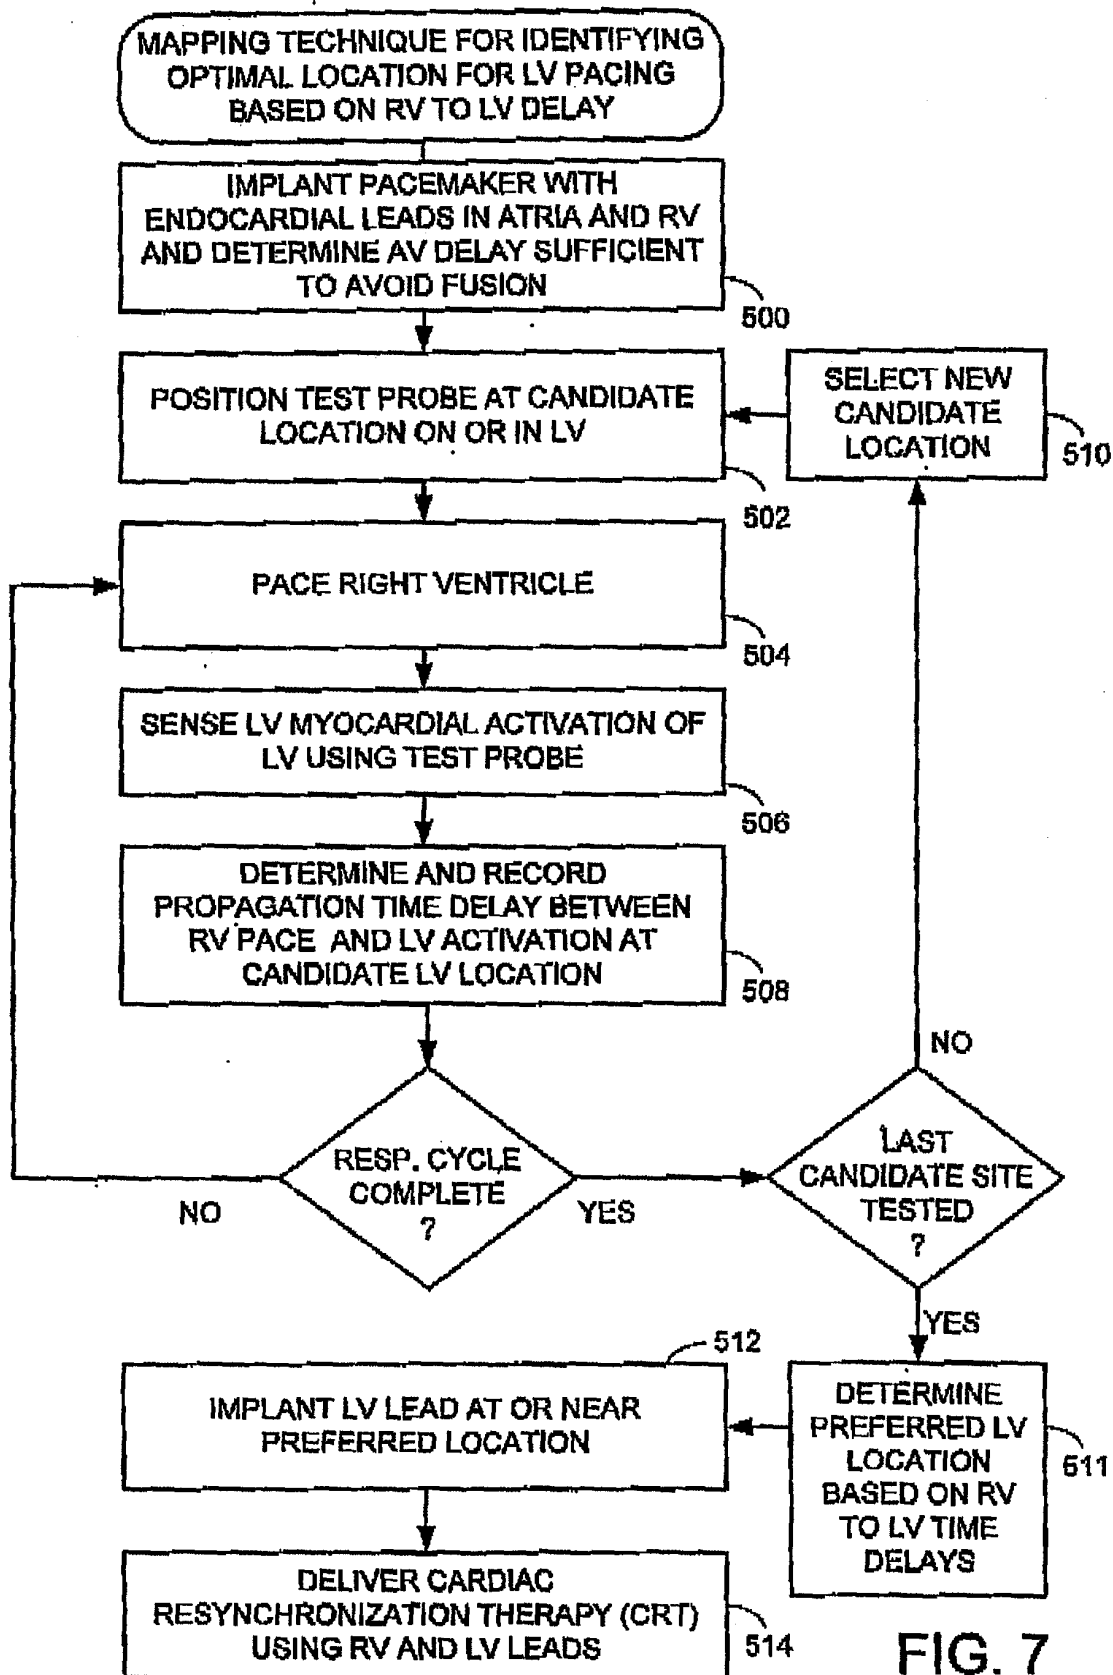 MAPPING TECHNIQUE FOR IDENTIFYING
OPTIMAL LOCATION FOR LV PACING
BASED ON RV TO LV DELAY
IMPLANT PACEMAKER WITH
ENDOCARDIAL LEADS IN ATRIA AND RV
AND DETERMINE AV DELAY SUFFICIENT
TO AVOID FUSION
500
POSITION TEST PROBE AT CANDIDATE
LOCATION ON OR IN LV
502
SELECT NEW
CANDIDATE
LOCATION
510
PACE RIGHT VENTRICLE
504
SENSE LV MYOCARDIAL ACTIVATION OF
LV USING TEST PROBE
506
DETERMINE AND RECORD
PROPAGATION TIME DELAY BETWEEN
RV PACE AND LV ACTIVATION AT
CANDIDATE LV LOCATION
508
RESP. CYCLE
COMPLETE
?
NO
YES
LAST
CANDIDATE SITE
TESTED
?
NO
YES
DETERMINE
PREFERRED LV
LOCATION
BASED ON RV
TO LV TIME
DELAYS
511
512
IMPLANT LV LEAD AT OR NEAR
PREFERRED LOCATION
DELIVER CARDIAC
RESYNCHRONIZATION THERAPY (CRT)
USING RV AND LV LEADS
514
FIG. 7